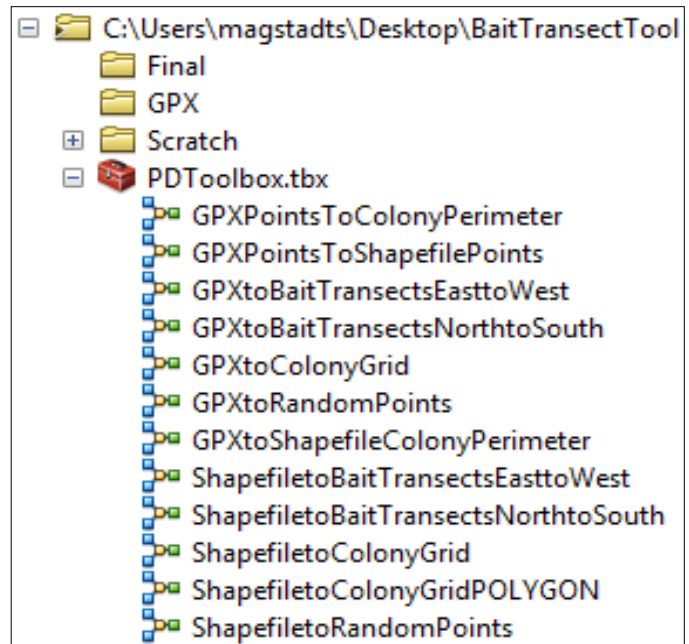 C:\Users\magstadts\Desktop\BaitTransectTool
Final
GPX
Scratch
PDToolbox.tbx
GPXPointsToColonyPerimeter
GPXPointsToShapefilePoints
GPXtoBaitTransectsEasttoWest
GPXtoBaitTransectsNorthtoSouth
GPXtoColonyGrid
GPXtoRandomPoints
GPXtoShapefileColonyPerimeter
ShapefiletoBaitTransectsEasttoWest
ShapefiletoBaitTransectsNorthtoSouth
ShapefiletoColonyGrid
ShapefiletoColonyGridPOLYGON
ShapefiletoRandomPoints